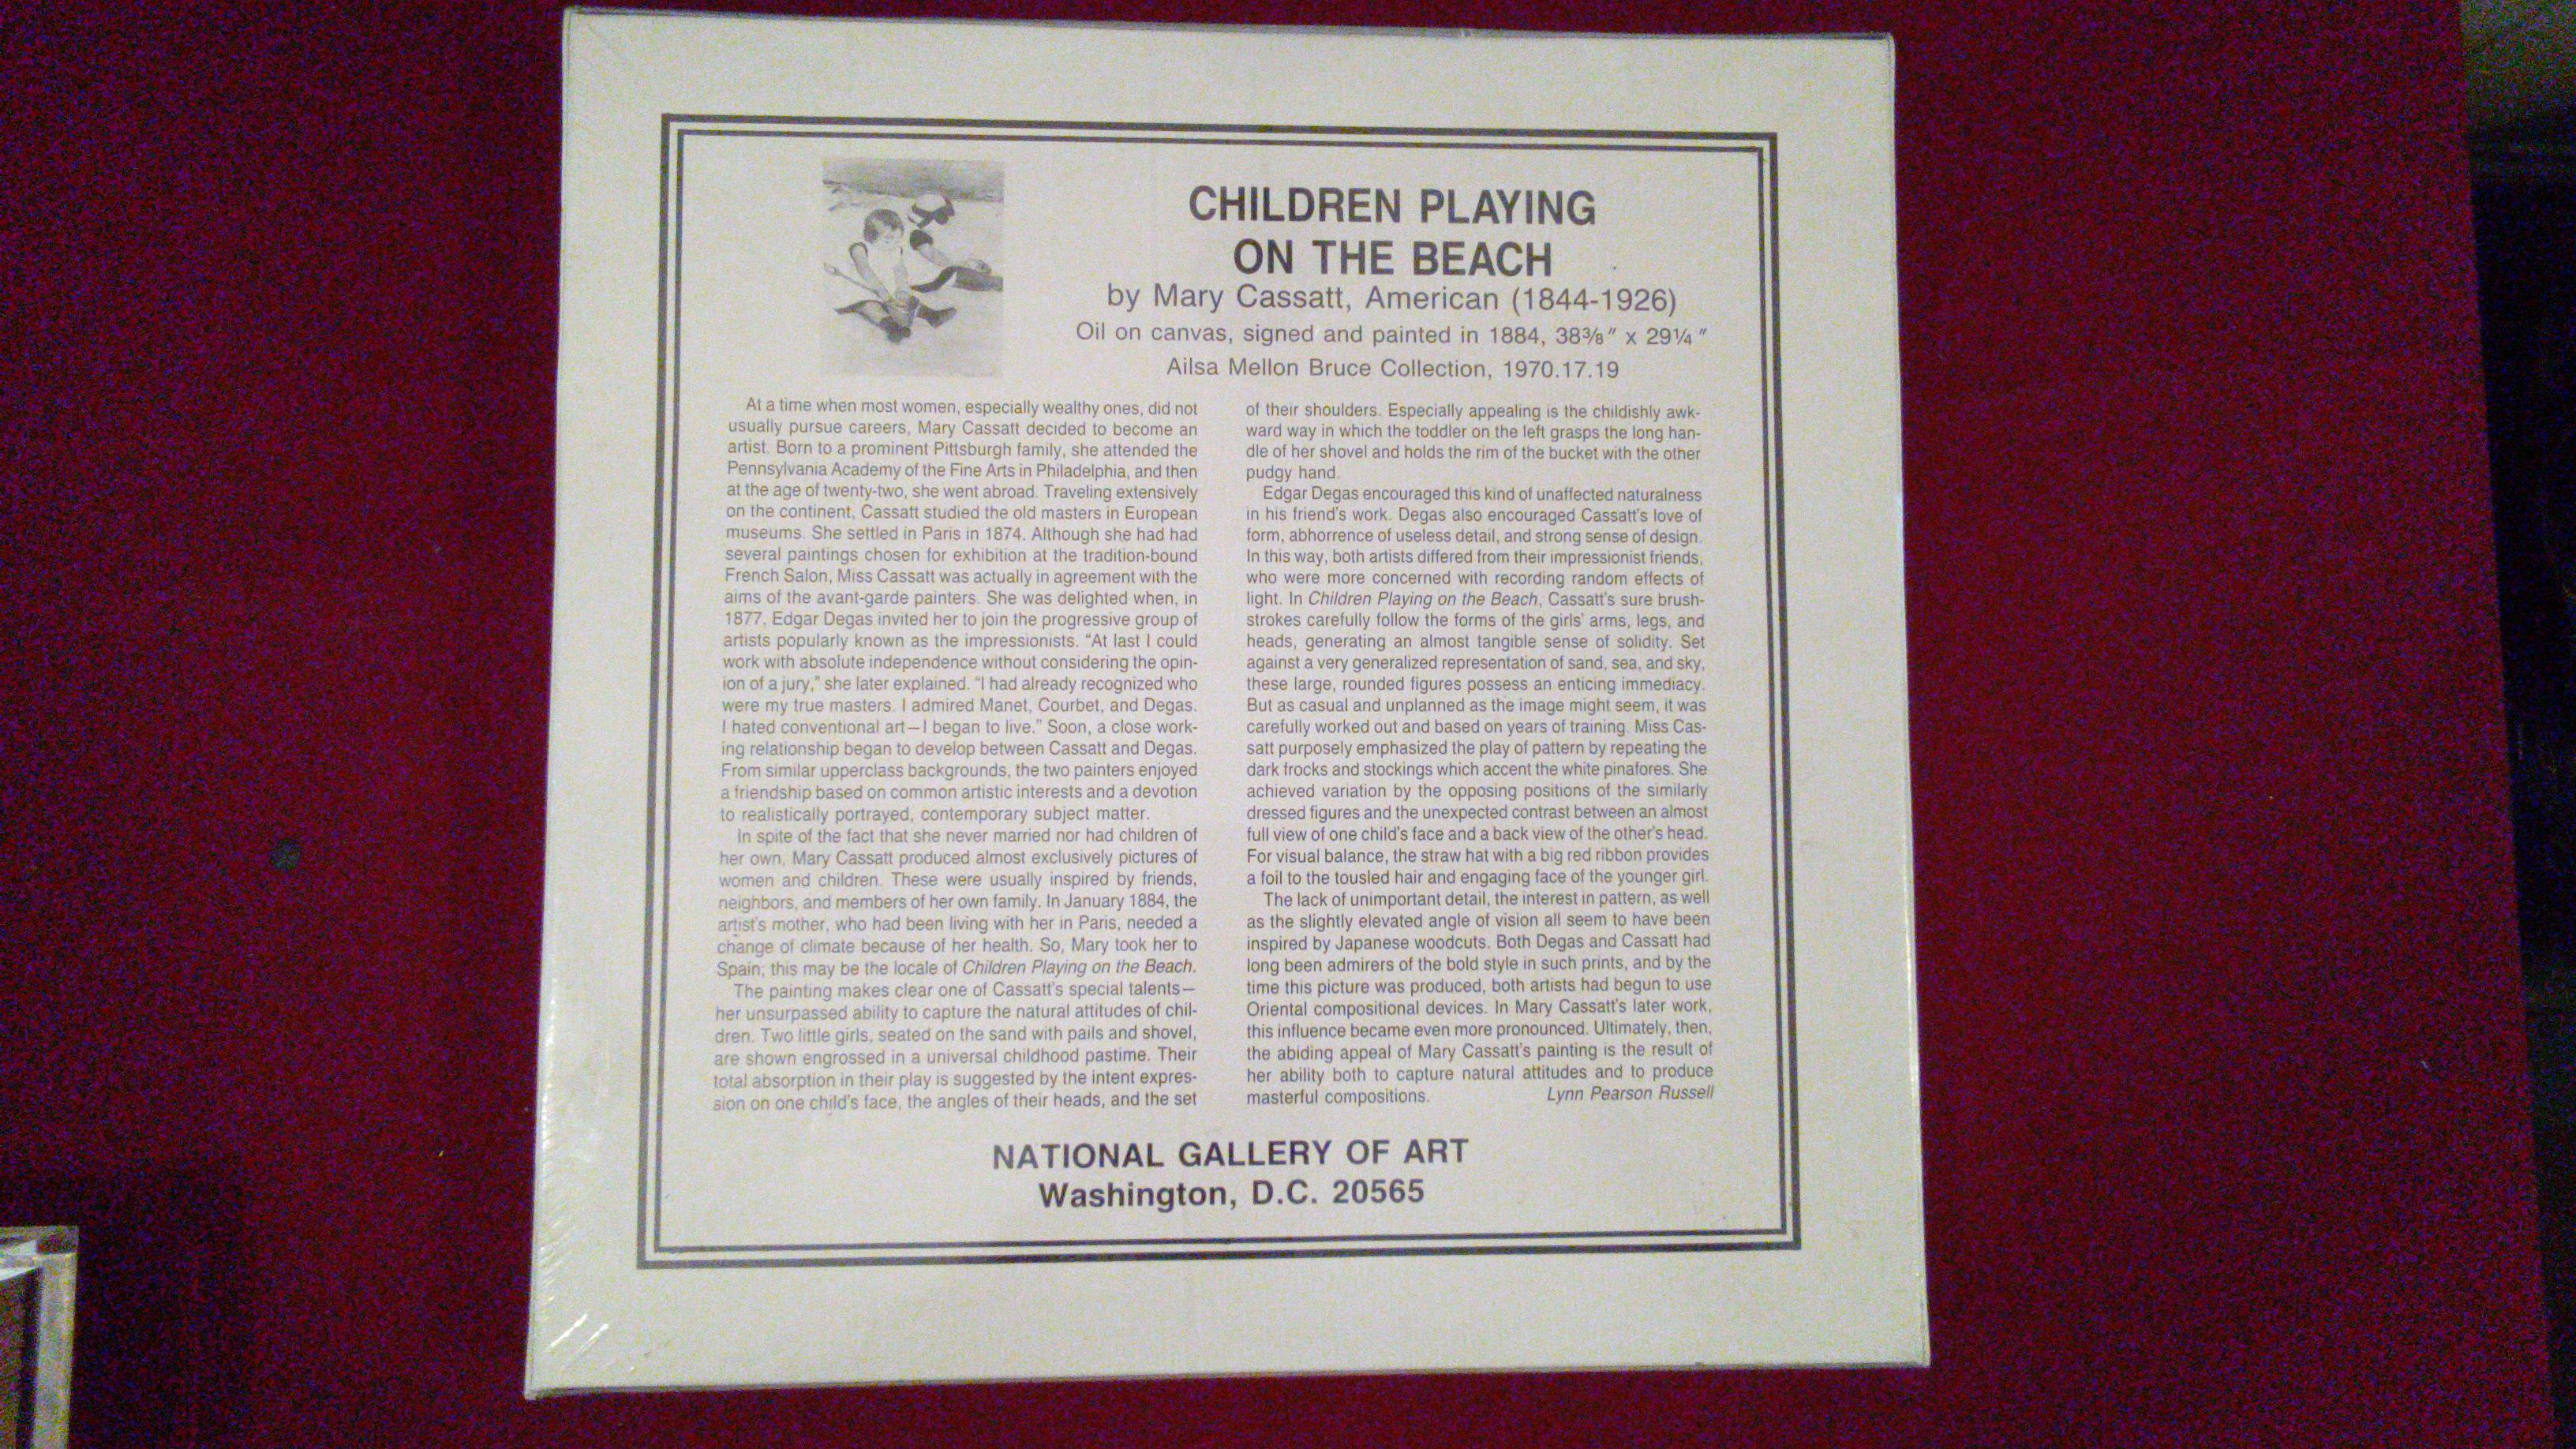 CHILDREN PLAYING
ON THE BEACH
by Mary Cassatt, American (1844-1926)
Oil on canvas, signed and painted in 1884, 38⅜″ x 29¼″
Ailsa Mellon Bruce Collection, 1970.17.19
At a time when most women, especially wealthy ones, did not
usually pursue careers, Mary Cassatt decided to become an
artist. Born to a prominent Pittsburgh family, she attended the
Pennsylvania Academy of the Fine Arts in Philadelphia, and then
at the age of twenty-two, she went abroad. Traveling extensively
on the continent, Cassatt studied the old masters in European
museums. She settled in Paris in 1874. Although she had had
several paintings chosen for exhibition at the tradition-bound
French Salon, Miss Cassatt was actually in agreement with the
aims of the avant-garde painters. She was delighted when, in
1877, Edgar Degas invited her to join the progressive group of
artists popularly known as the impressionists. "At last I could
work with absolute independence without considering the opin-
ion of a jury," she later explained. "I had already recognized who
were my true masters. I admired Manet, Courbet, and Degas.
I hated conventional art—I began to live." Soon, a close work-
ing relationship began to develop between Cassatt and Degas.
From similar upperclass backgrounds, the two painters enjoyed
a friendship based on common artistic interests and a devotion
to realistically portrayed, contemporary subject matter.
In spite of the fact that she never married nor had children of
her own, Mary Cassatt produced almost exclusively pictures of
women and children. These were usually inspired by friends,
neighbors, and members of her own family. In January 1884, the
artist's mother, who had been living with her in Paris, needed a
change of climate because of her health. So, Mary took her to
Spain; this may be the locale of Children Playing on the Beach.
The painting makes clear one of Cassatt's special talents—
her unsurpassed ability to capture the natural attitudes of chil-
dren. Two little girls, seated on the sand with pails and shovel,
are shown engrossed in a universal childhood pastime. Their
total absorption in their play is suggested by the intent expres-
sion on one child's face, the angles of their heads, and the set
of their shoulders. Especially appealing is the childishly awk-
ward way in which the toddler on the left grasps the long han-
dle of her shovel and holds the rim of the bucket with the other
pudgy hand.
Edgar Degas encouraged this kind of unaffected naturalness
in his friend's work. Degas also encouraged Cassatt's love of
form, abhorrence of useless detail, and strong sense of design.
In this way, both artists differed from their impressionist friends,
who were more concerned with recording random effects of
light. In Children Playing on the Beach, Cassatt's sure brush-
strokes carefully follow the forms of the girls' arms, legs, and
heads, generating an almost tangible sense of solidity. Set
against a very generalized representation of sand, sea, and sky,
these large, rounded figures possess an enticing immediacy.
But as casual and unplanned as the image might seem, it was
carefully worked out and based on years of training. Miss Cas-
satt purposely emphasized the play of pattern by repeating the
dark frocks and stockings which accent the white pinafores. She
achieved variation by the opposing positions of the similarly
dressed figures and the unexpected contrast between an almost
full view of one child's face and a back view of the other's head.
For visual balance, the straw hat with a big red ribbon provides
a foil to the tousled hair and engaging face of the younger girl.
The lack of unimportant detail, the interest in pattern, as well
as the slightly elevated angle of vision all seem to have been
inspired by Japanese woodcuts. Both Degas and Cassatt had
long been admirers of the bold style in such prints, and by the
time this picture was produced, both artists had begun to use
Oriental compositional devices. In Mary Cassatt's later work,
this influence became even more pronounced. Ultimately, then,
the abiding appeal of Mary Cassatt's painting is the result of
her ability both to capture natural attitudes and to produce
masterful compositions. Lynn Pearson Russell
NATIONAL GALLERY OF ART
Washington, D.C. 20565